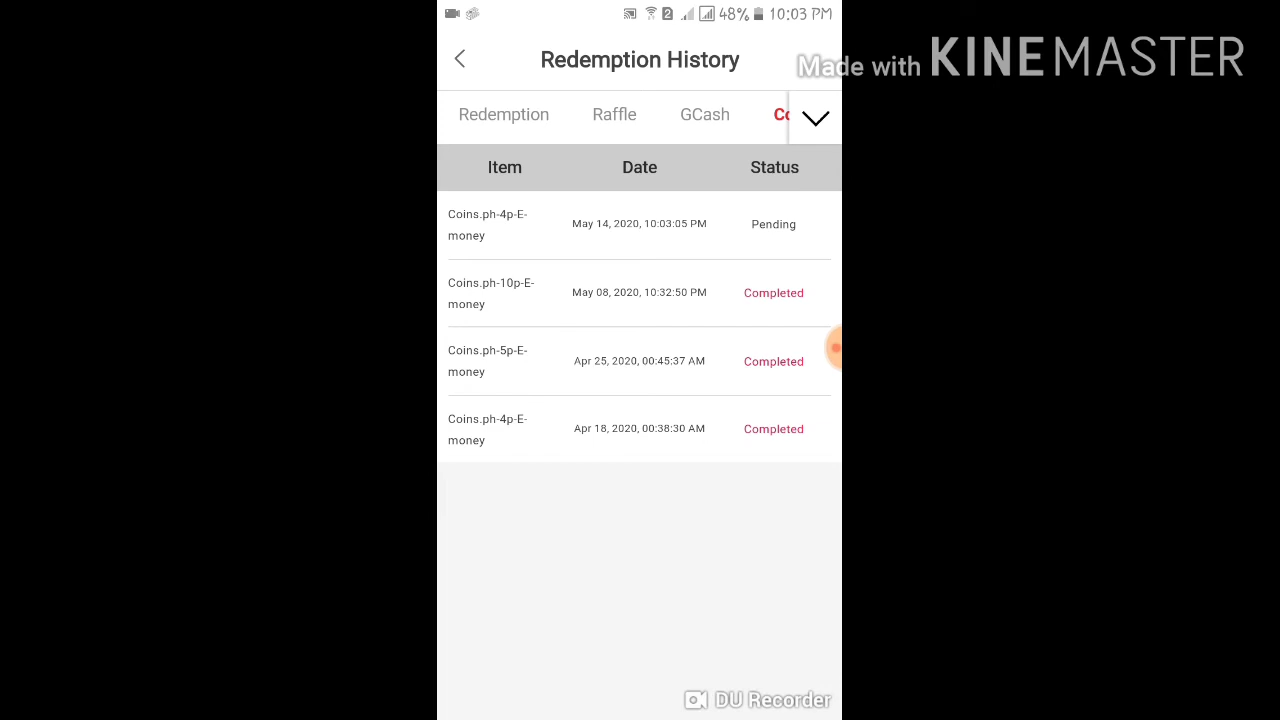 2 48% 10:03 PM
Made with KINEMASTER
Redemption History
Redemption Raffle GCash
Item Date Status
Coins.ph-4p-E-
money
May 14, 2020, 10:03:05 PM
Pending
Coins.ph-10p-E-
money
May 08, 2020, 10:32:50 PM
Completed
Coins.ph-5p-E-
money
Apr 25, 2020, 00:45:37 AM
Completed
Coins.ph-4p-E-
money
Apr 18, 2020, 00:38:30 AM
Completed
DU Recorder